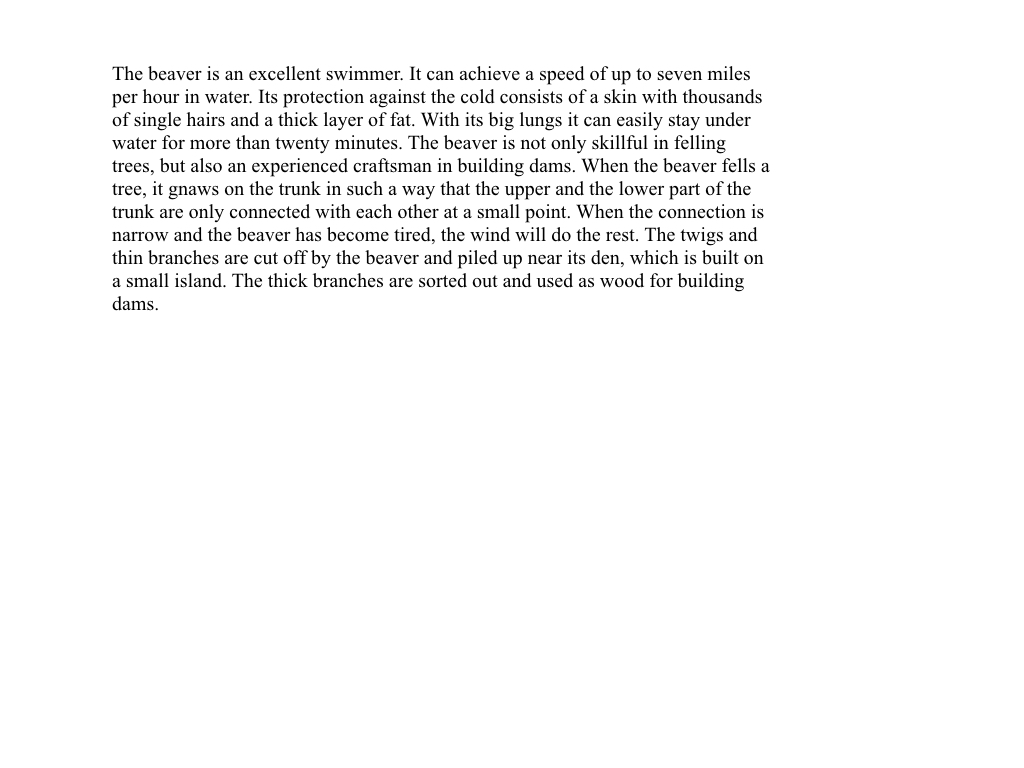 The beaver is an excellent swimmer. It can achieve a speed of up to seven miles
per hour in water. Its protection against the cold consists of a skin with thousands
of single hairs and a thick layer of fat. With its big lungs it can easily stay under
water for more than twenty minutes. The beaver is not only skillful in felling
trees, but also an experienced craftsman in building dams. When the beaver fells a
tree, it gnaws on the trunk in such a way that the upper and the lower part of the
trunk are only connected with each other at a small point. When the connection is
narrow and the beaver has become tired, the wind will do the rest. The twigs and
thin branches are cut off by the beaver and piled up near its den, which is built on
a small island. The thick branches are sorted out and used as wood for building
dams.